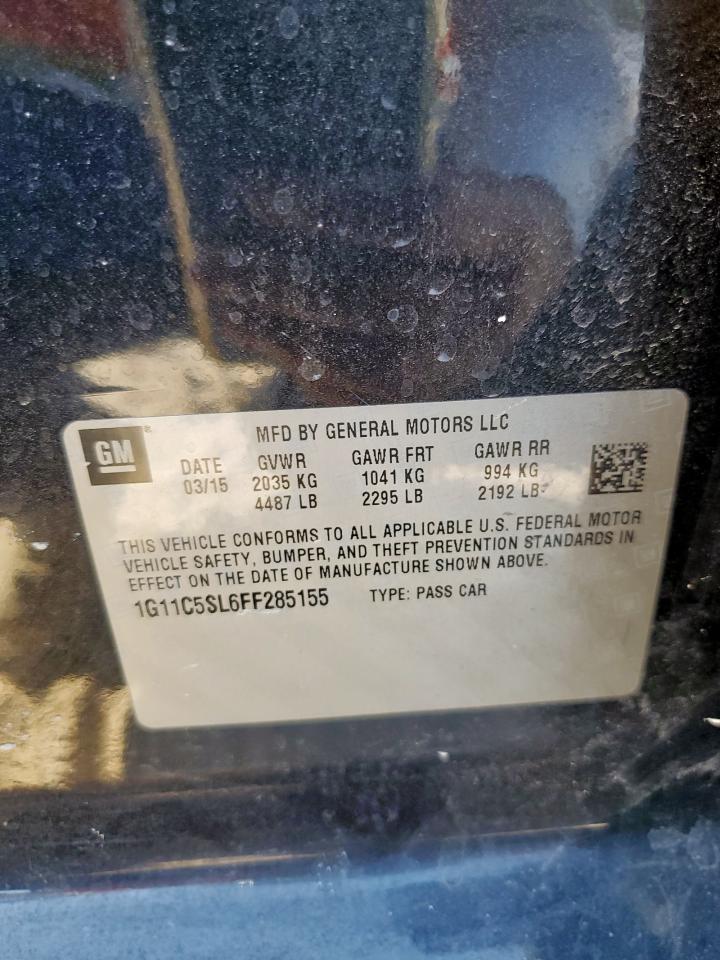 GM®
MFD BY GENERAL MOTORS LLC
DATE GVWR GAWR FRT GAWR RR
03/15 2035 KG 1041 KG 994 KG
4487 LB 2295 LB 2192 LB
THIS VEHICLE CONFORMS TO ALL APPLICABLE U.S. FEDERAL MOTOR
VEHICLE SAFETY, BUMPER, AND THEFT PREVENTION STANDARDS IN
EFFECT ON THE DATE OF MANUFACTURE SHOWN ABOVE.
1G11C5SL6FF285155 TYPE: PASS CAR